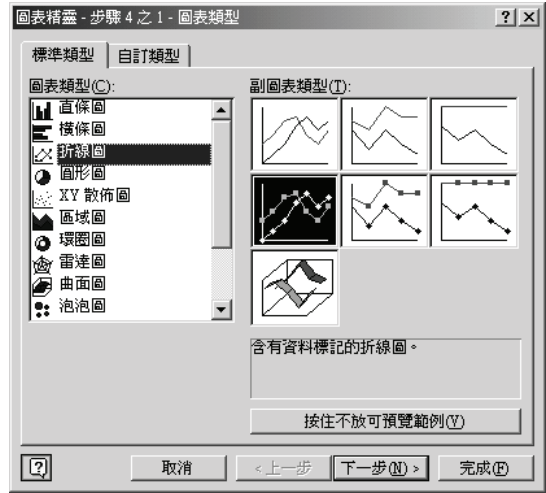 圖表精靈 - 步驟 4 之 1 - 圖表類型
標準類型
自訂類型
圖表類型(C):
直條圖
橫條圖
折線圖
圓形圖
XY 散佈圖
區域圖
環圈圖
雷達圖
曲面圖
泡泡圖
副圖表類型(T):
含有資料標記的折線圖。
按住不放可預覽範例(V)
取消
<上一步
下一步(N)>
完成(F)